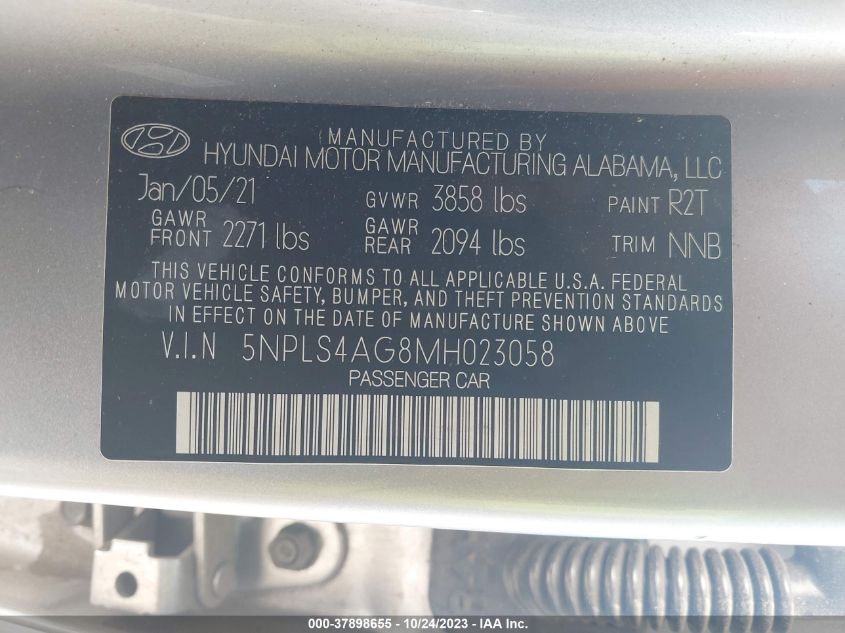 MANUFACTURED BY
HYUNDAI MOTOR MANUFACTURING ALABAMA, LLC
Jan/05/21 GVWR 3858 lbs PAINT R2T
GAWR FRONT 2271 lbs GAWR REAR 2094 lbs TRIM NNB
THIS VEHICLE CONFORMS TO ALL APPLICABLE U.S.A. FEDERAL
MOTOR VEHICLE SAFETY, BUMPER, AND THEFT PREVENTION STANDARDS
IN EFFECT ON THE DATE OF MANUFACTURE SHOWN ABOVE
V.I.N 5NPLS4AG8MH023058
PASSENGER CAR
000-37898655 - 10/24/2023 - IAA Inc.